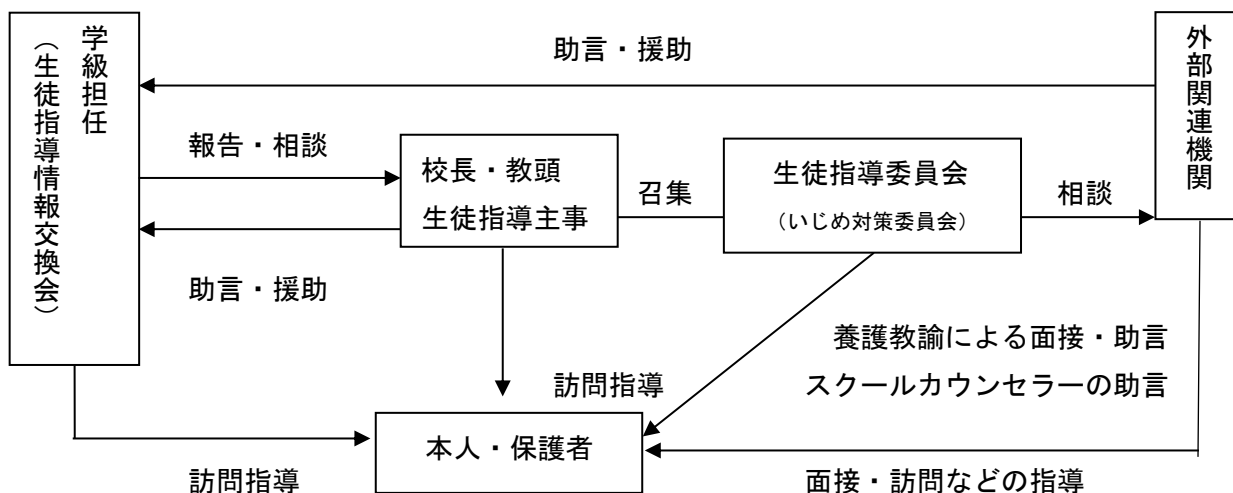 学級担任
（生徒指導情報交換会）
助言・援助
外部関連機関
報告・相談
校長・教頭
生徒指導主事
召集
生徒指導委員会
（いじめ対策委員会）
相談
助言・援助
養護教諭による面接・助言
スクールカウンセラーの助言
訪問指導
本人・保護者
訪問指導
面接・訪問などの指導